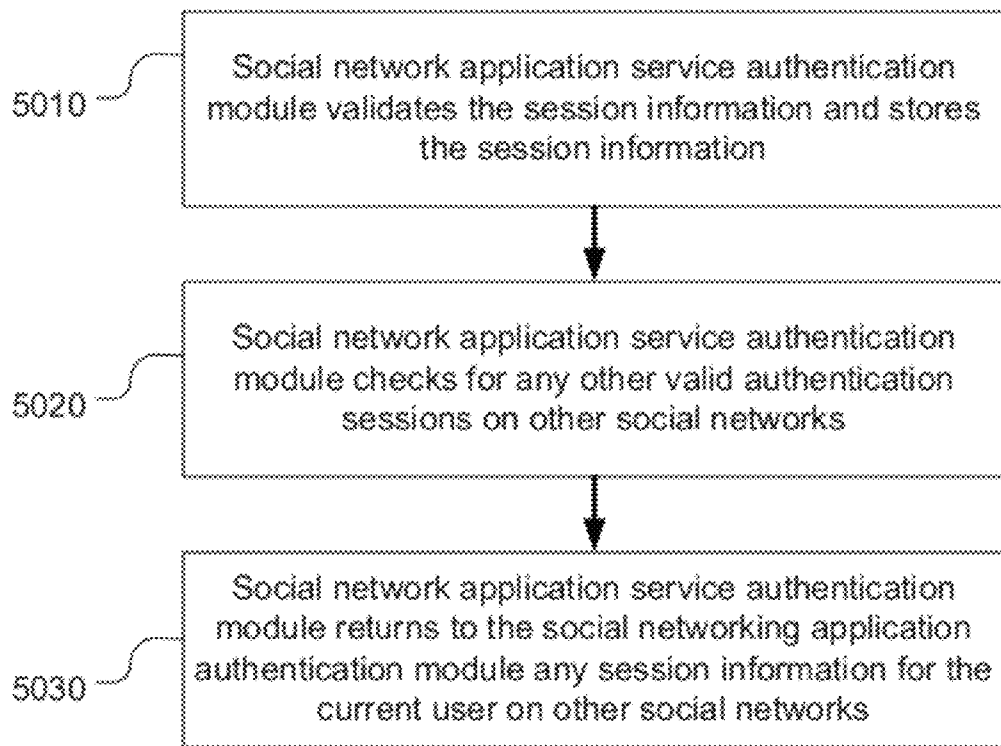 5010
Social network application service authentication
module validates the session information and stores
the session information
5020
Social network application service authentication
module checks for any other valid authentication
sessions on other social networks
5030
Social network application service authentication
module returns to the social networking application
authentication module any session information for the
current user on other social networks